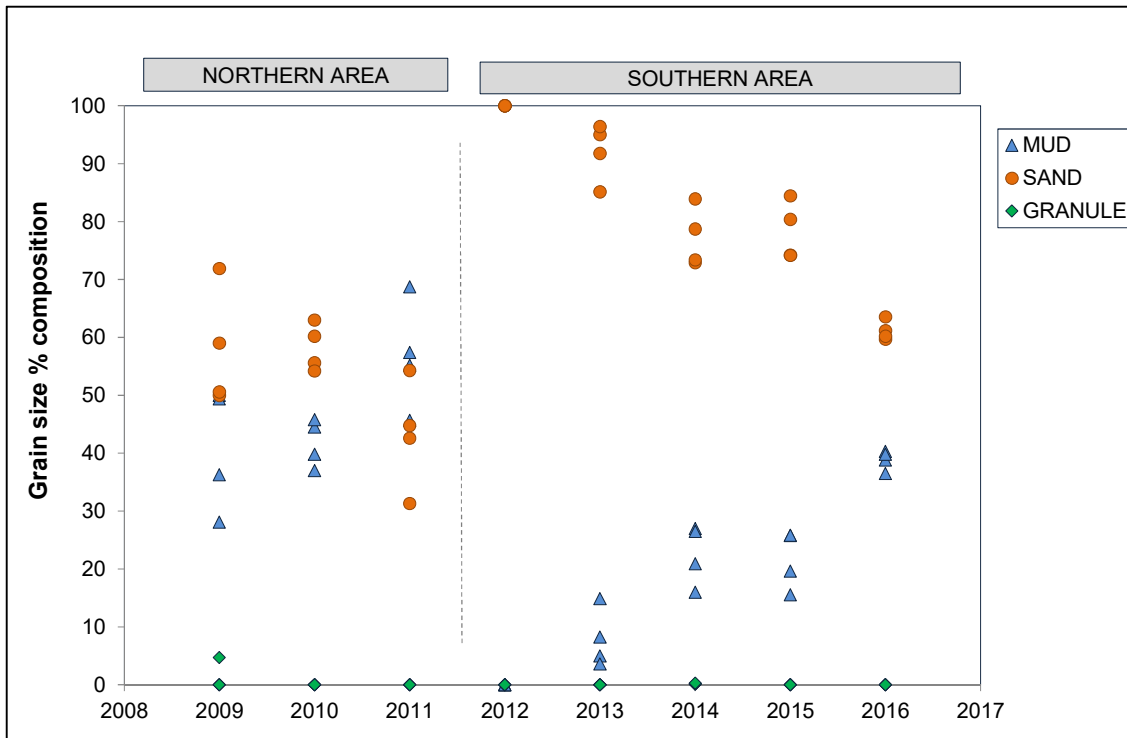 NORTHERN AREA
SOUTHERN AREA
100
90
80
70
60
50
40
30
20
10
0
Grain size % composition
2008 2009 2010 2011 2012 2013 2014 2015 2016 2017
MUD
SAND
GRANULE